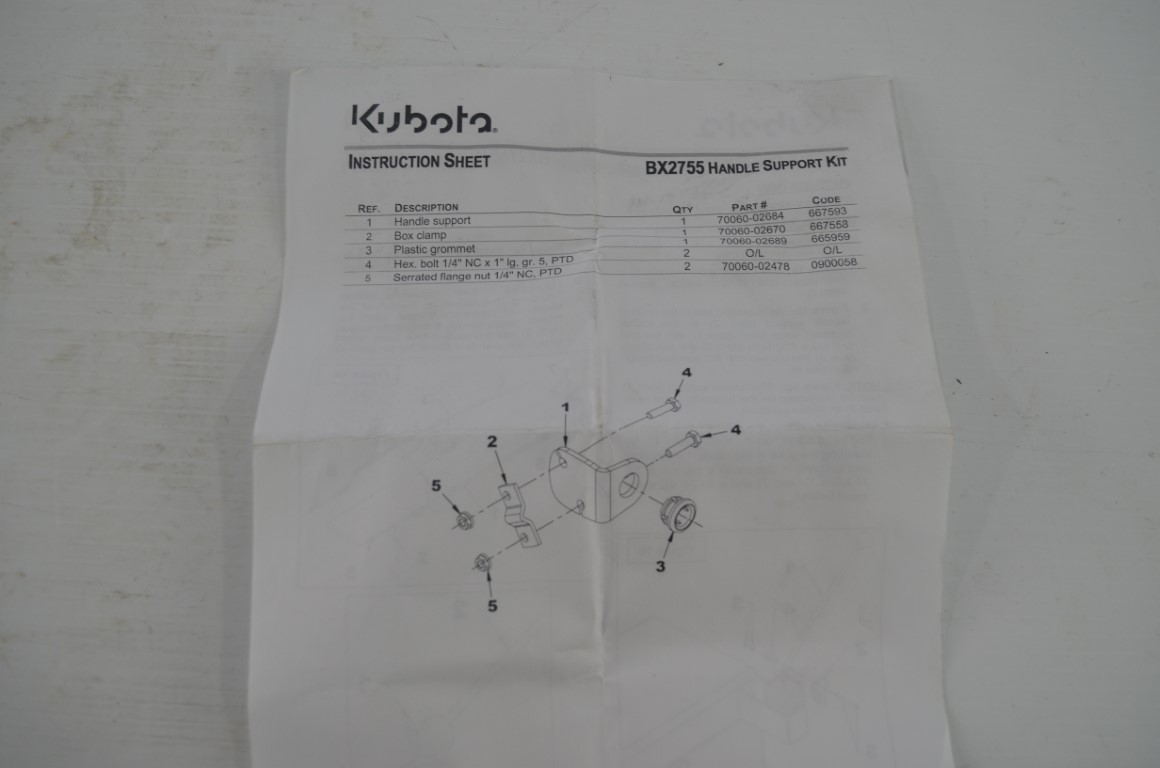 Kubota
INSTRUCTION SHEET BX2755 HANDLE SUPPORT KIT
REF. DESCRIPTION QTY PART # CODE
1 Handle support 1 70060-02684 667593
2 Box clamp 1 70060-02670 667558
3 Plastic grommet 1 70060-02689 665959
4 Hex. bolt 1/4" NC x 1" lg. gr. 5, PTD 2 O/L O/L
5 Serrated flange nut 1/4" NC, PTD 2 70060-02478 0900058
4
1
4
2
5
3
5